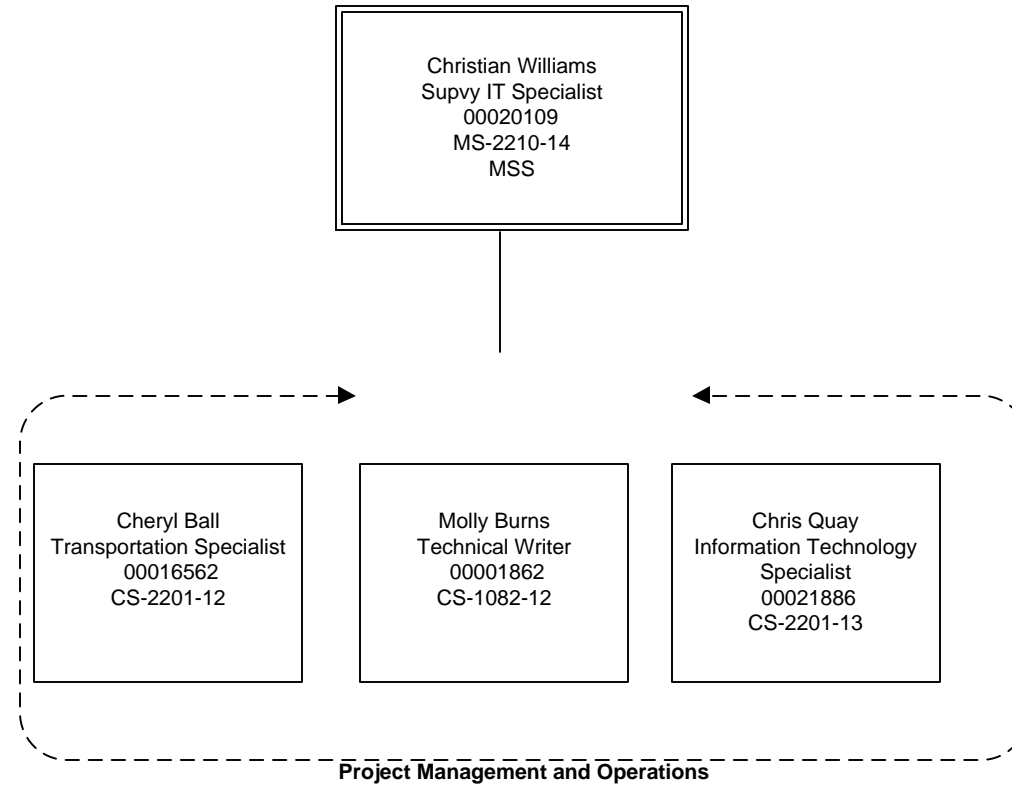 Christian Williams
Supvy IT Specialist
00020109
MS-2210-14
MSS
Cheryl Ball
Transportation Specialist
00016562
CS-2201-12
Molly Burns
Technical Writer
00001862
CS-1082-12
Chris Quay
Information Technology
Specialist
00021886
CS-2201-13
Project Management and Operations